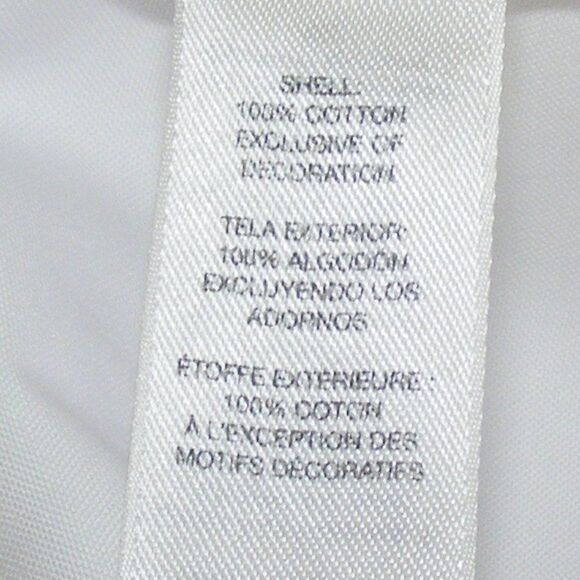 SHELL:
100% COTTON
EXCLUSIVE OF
DECORATION
TELA EXTERIOR:
100% ALGODON
EXCLUYENDO LOS
ADORNOS
ÉTOFFE EXTÉRIEURE :
100% COTON
À L'EXCEPTION DES
MOTIFS DÉCORATIFS